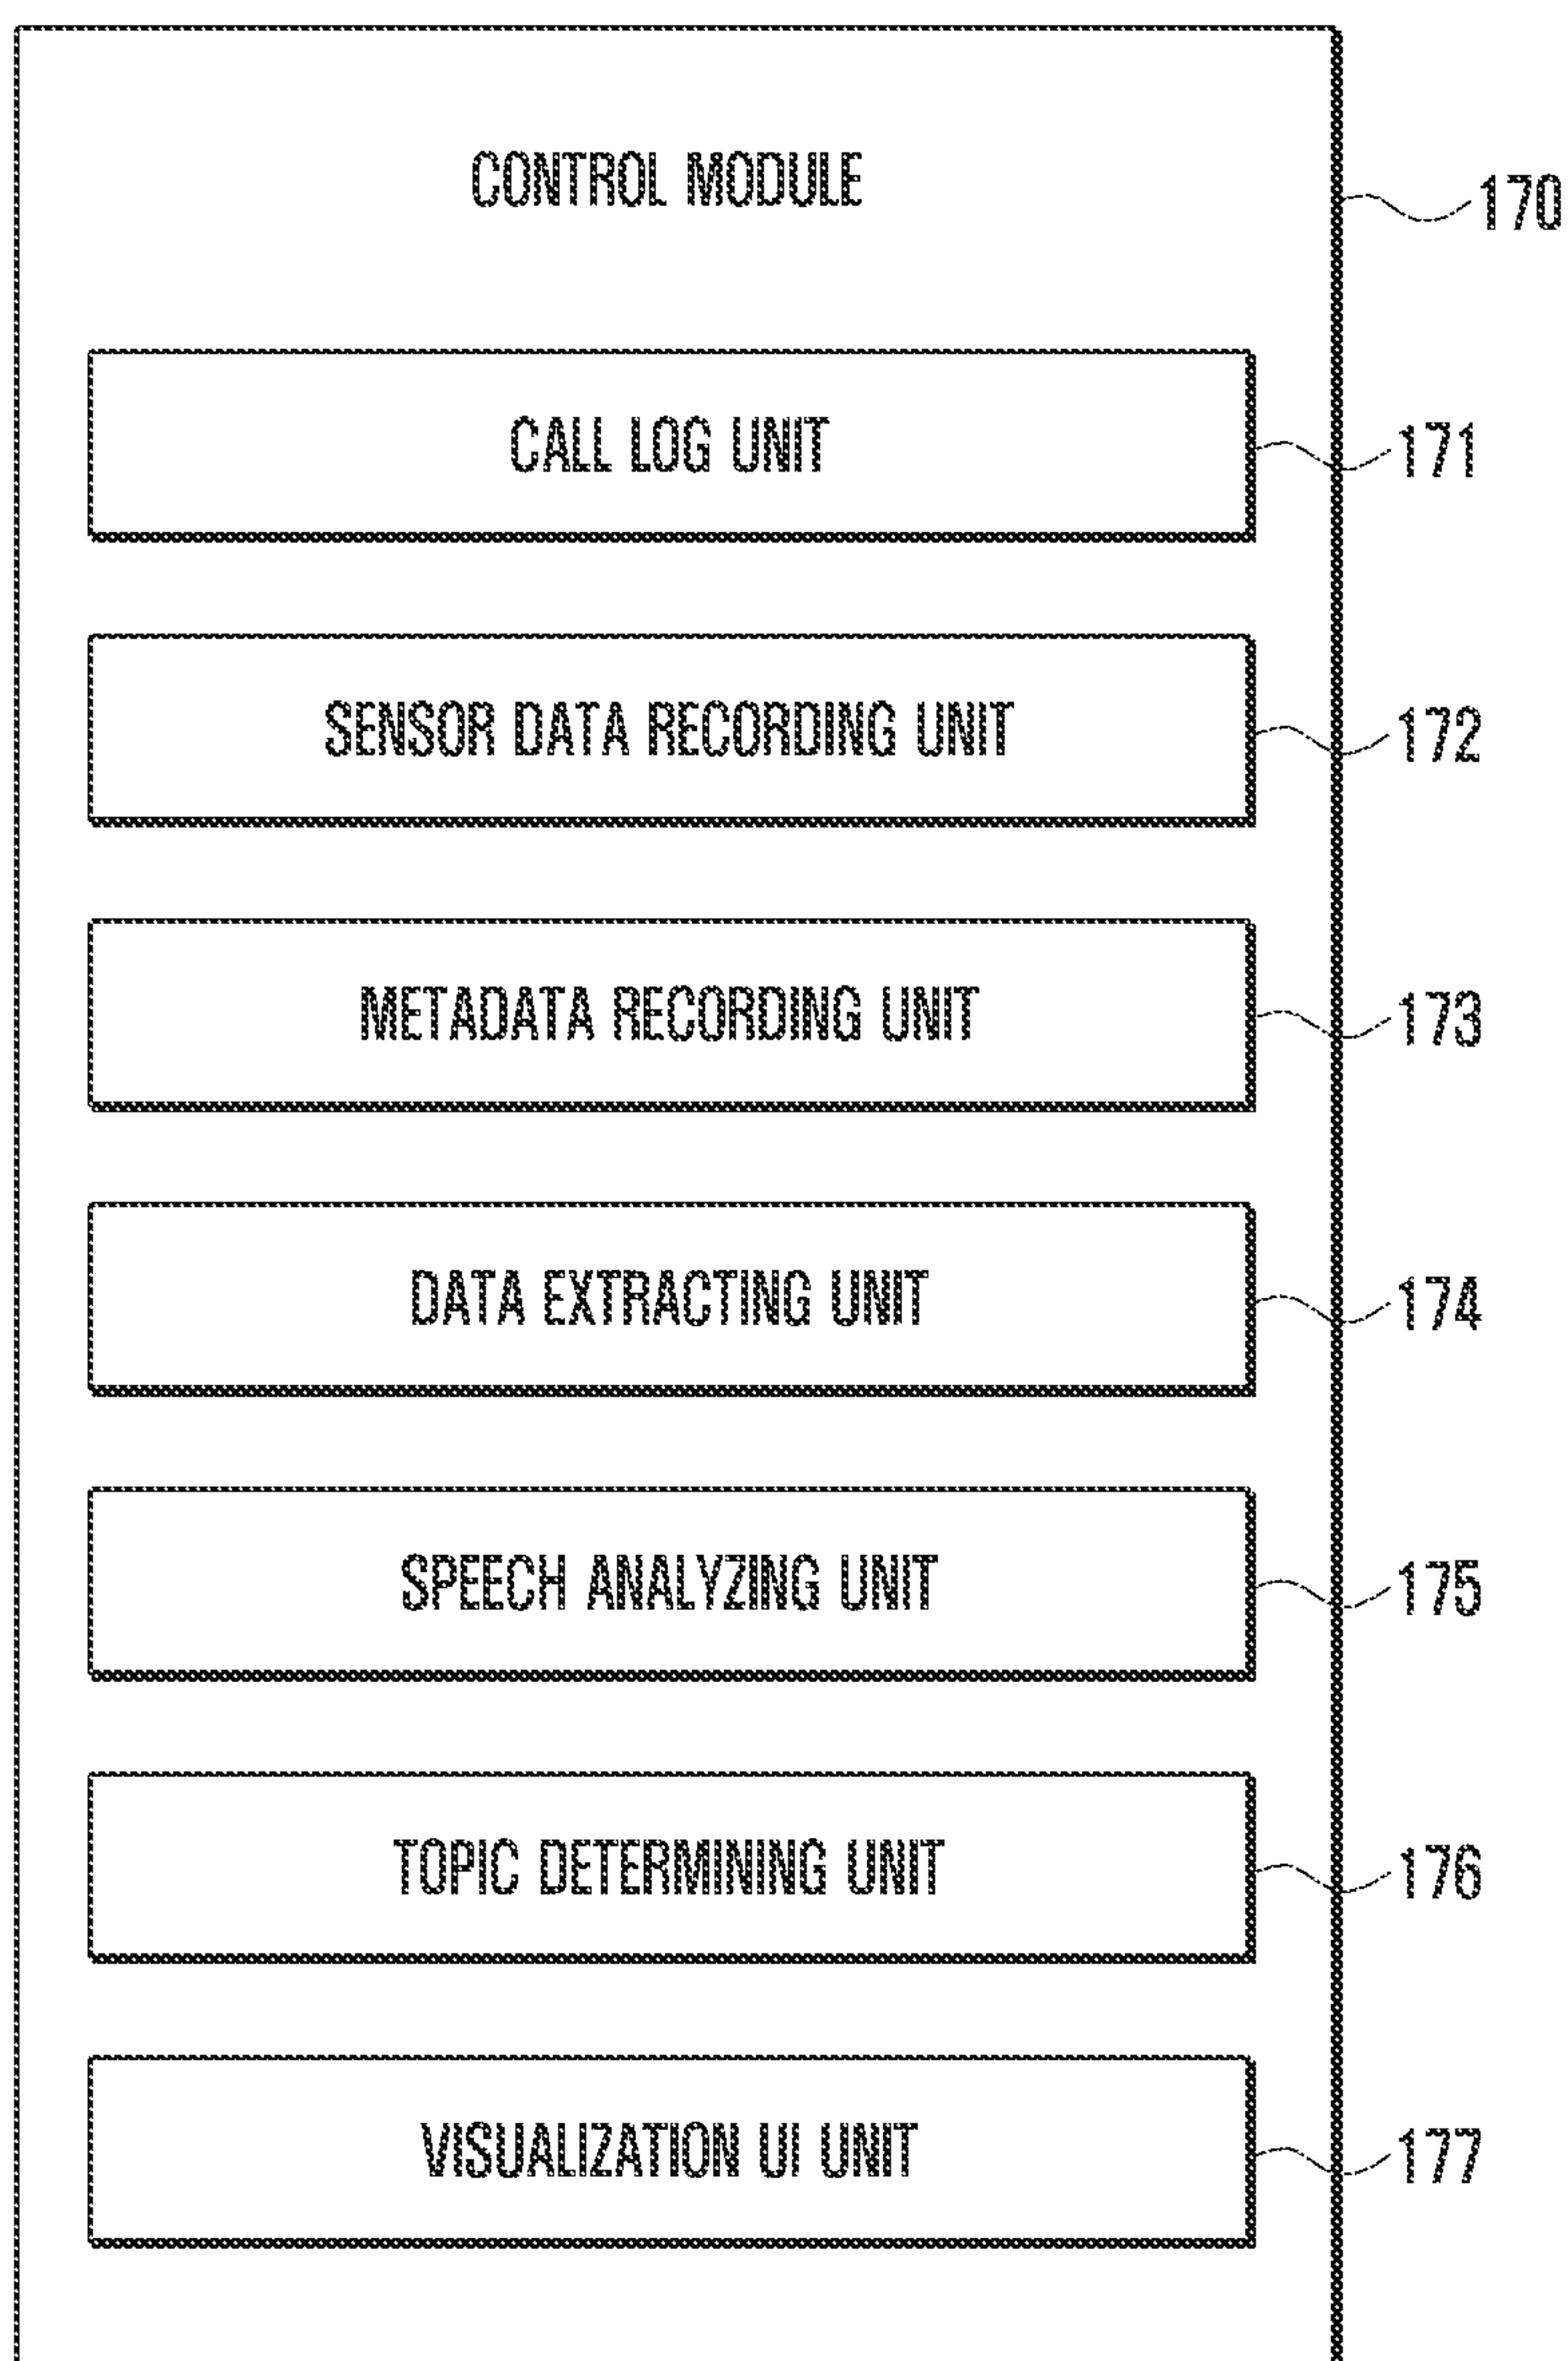 CONTROL MODULE
170
CALL LOG UNIT
171
SENSOR DATA RECORDING UNIT
172
METADATA RECORDING UNIT
173
DATA EXTRACTING UNIT
174
SPEECH ANALYZING UNIT
175
TOPIC DETERMINING UNIT
176
VISUALIZATION UI UNIT
177